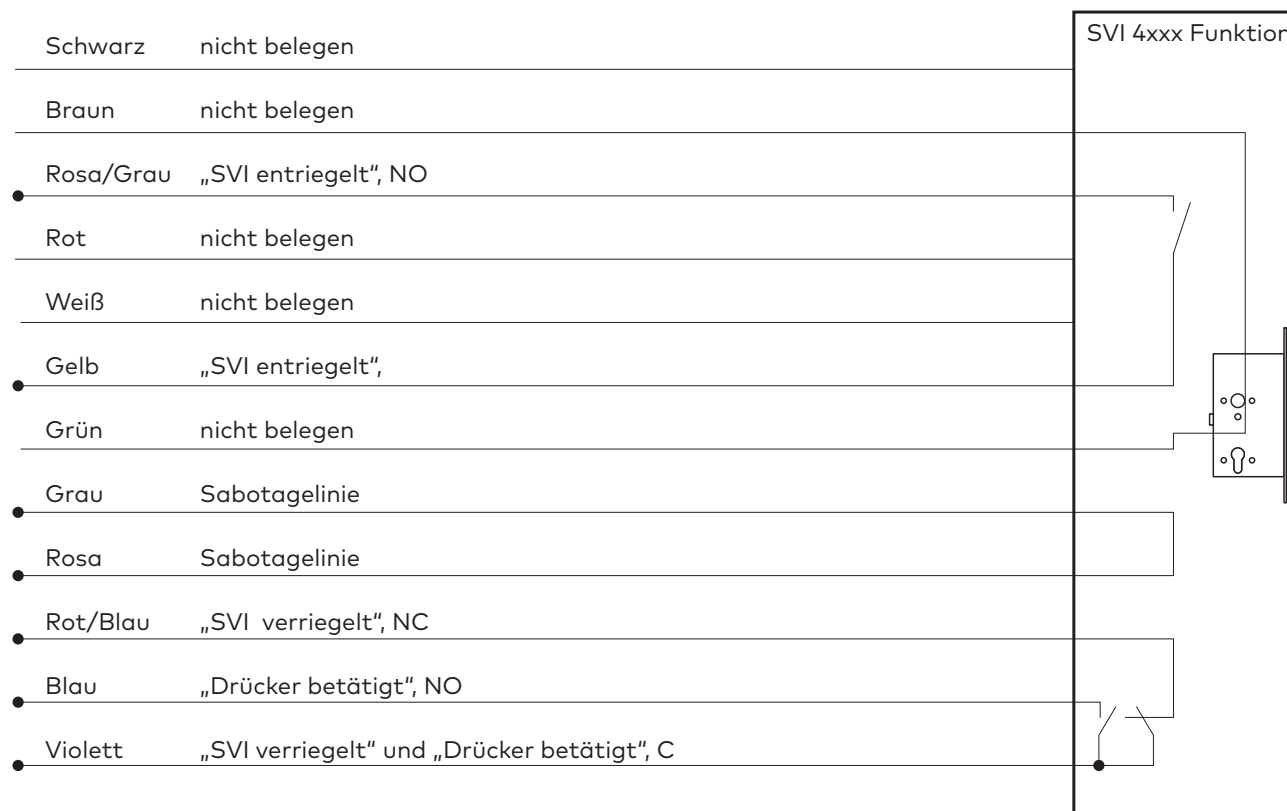 SVI 4xxx Funktion
Schwarz nicht belegen
Braun nicht belegen
Rosa/Grau „SVI entriegelt“, NO
Rot nicht belegen
Weiß nicht belegen
Gelb „SVI entriegelt“,
Grün nicht belegen
Grau Sabotagelinie
Rosa Sabotagelinie
Rot/Blau „SVI verriegelt“, NC
Blau „Drücker betätigt“, NO
Violett „SVI verriegelt“ und „Drücker betätigt“, C